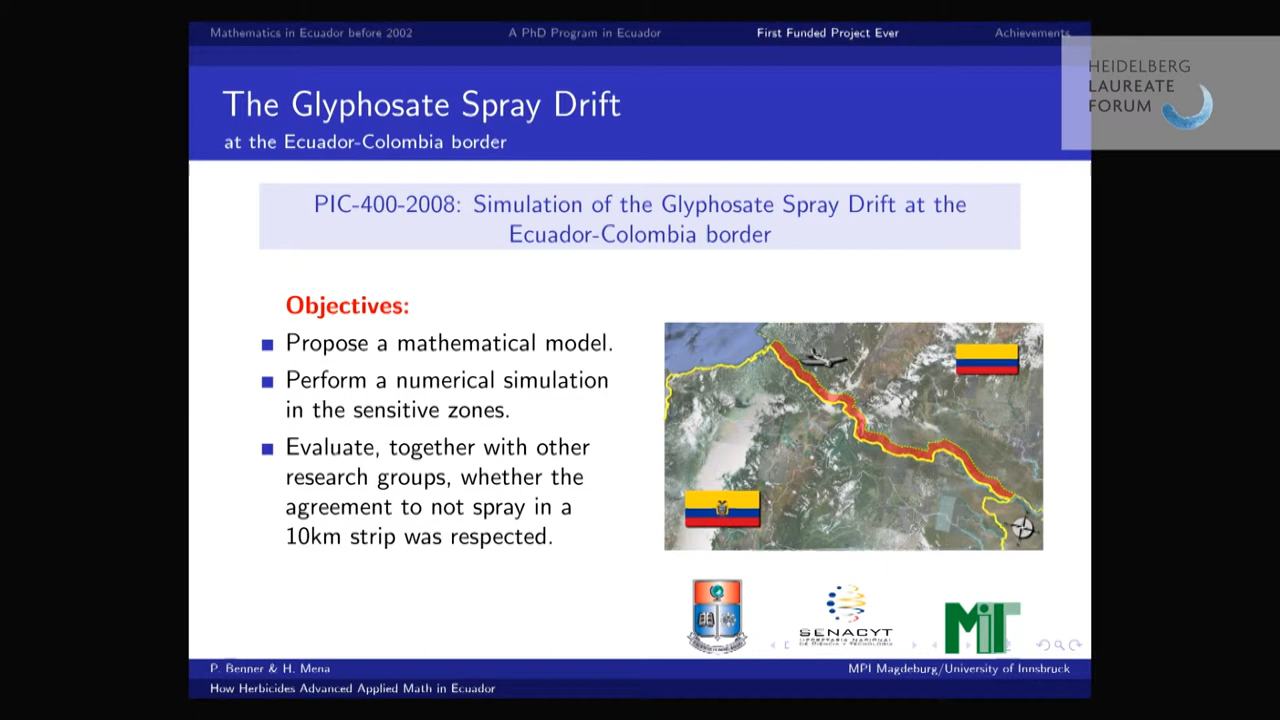 Mathematics in Ecuador before 2002 A PhD Program in Ecuador First Funded Project Ever Achievements
HEIDELBERG
LAUREATE
FORUM
The Glyphosate Spray Drift
at the Ecuador-Colombia border
PIC-400-2008: Simulation of the Glyphosate Spray Drift at the
Ecuador-Colombia border
Objectives:
Propose a mathematical model.
Perform a numerical simulation
in the sensitive zones.
Evaluate, together with other
research groups, whether the
agreement to not spray in a
10km strip was respected.
SENACYT
MiT
P. Benner & H. Mena MPI Magdeburg/University of Innsbruck
How Herbicides Advanced Applied Math in Ecuador